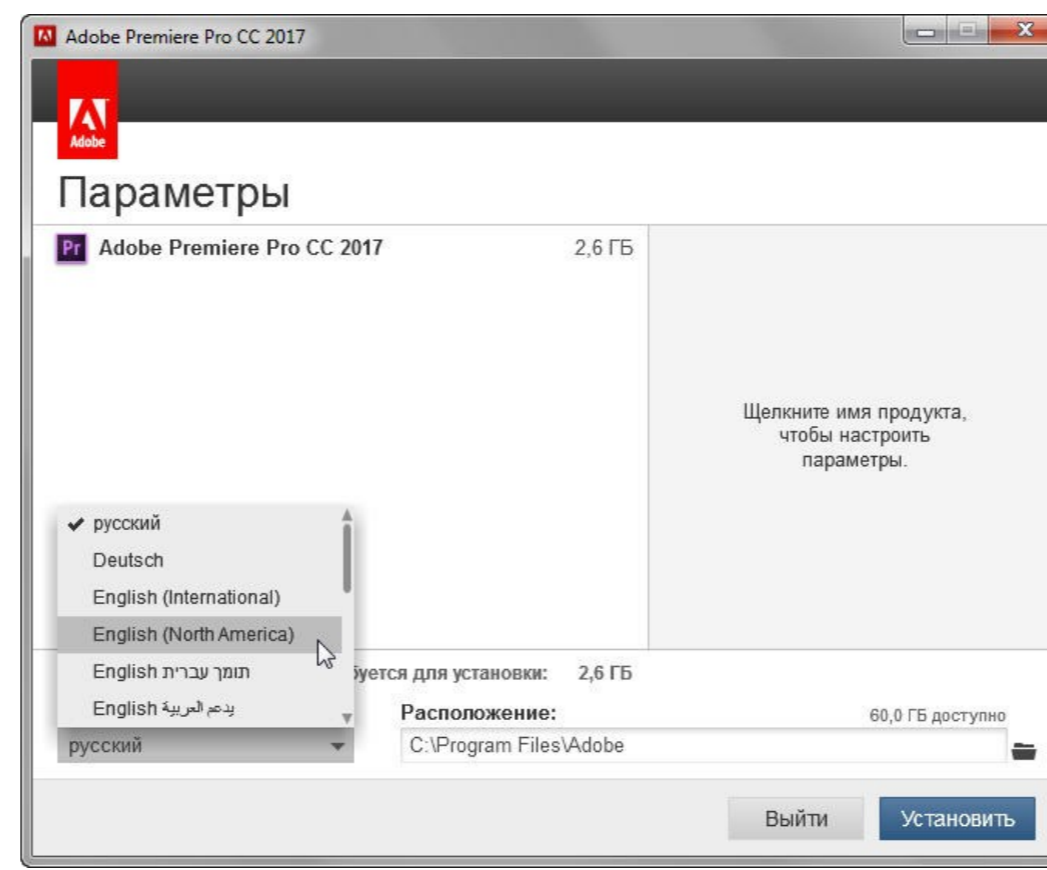 Adobe Premiere Pro CC 2017
Adobe
Параметры
Pr Adobe Premiere Pro CC 2017 2,6 ГБ
Щелкните имя продукта,
чтобы настроить
параметры.
русский
Deutsch
English (International)
English (North America)
English תומך עברית
English يدعم العربية
для установки: 2,6 ГБ
Расположение: 60,0 ГБ доступно
русский C:\Program Files\Adobe
Выйти Установить